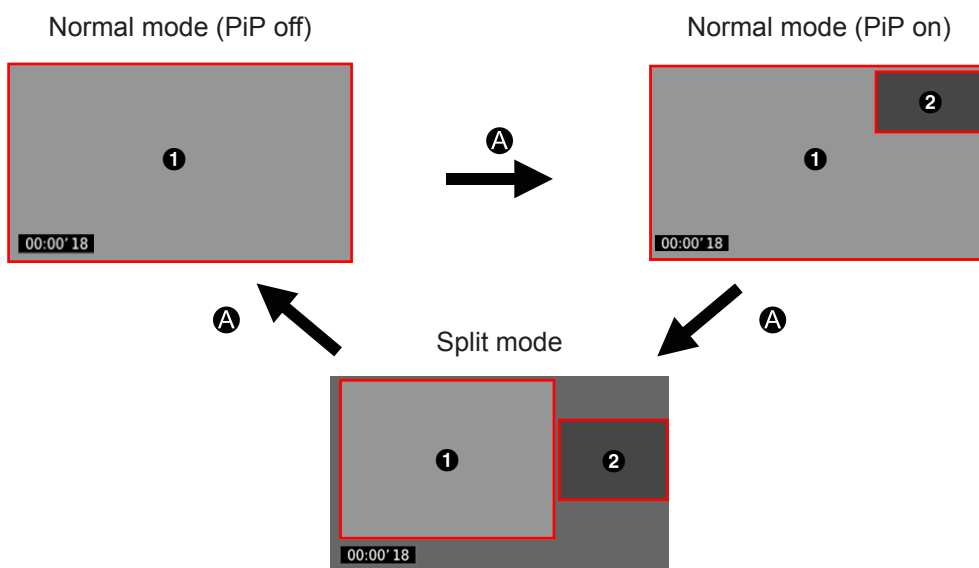 Normal mode (PiP off)
Normal mode (PiP on)
❶
00:00’ 18
A
❷
❶
00:00’ 18
A
A
Split mode
❶
❷
00:00’ 18